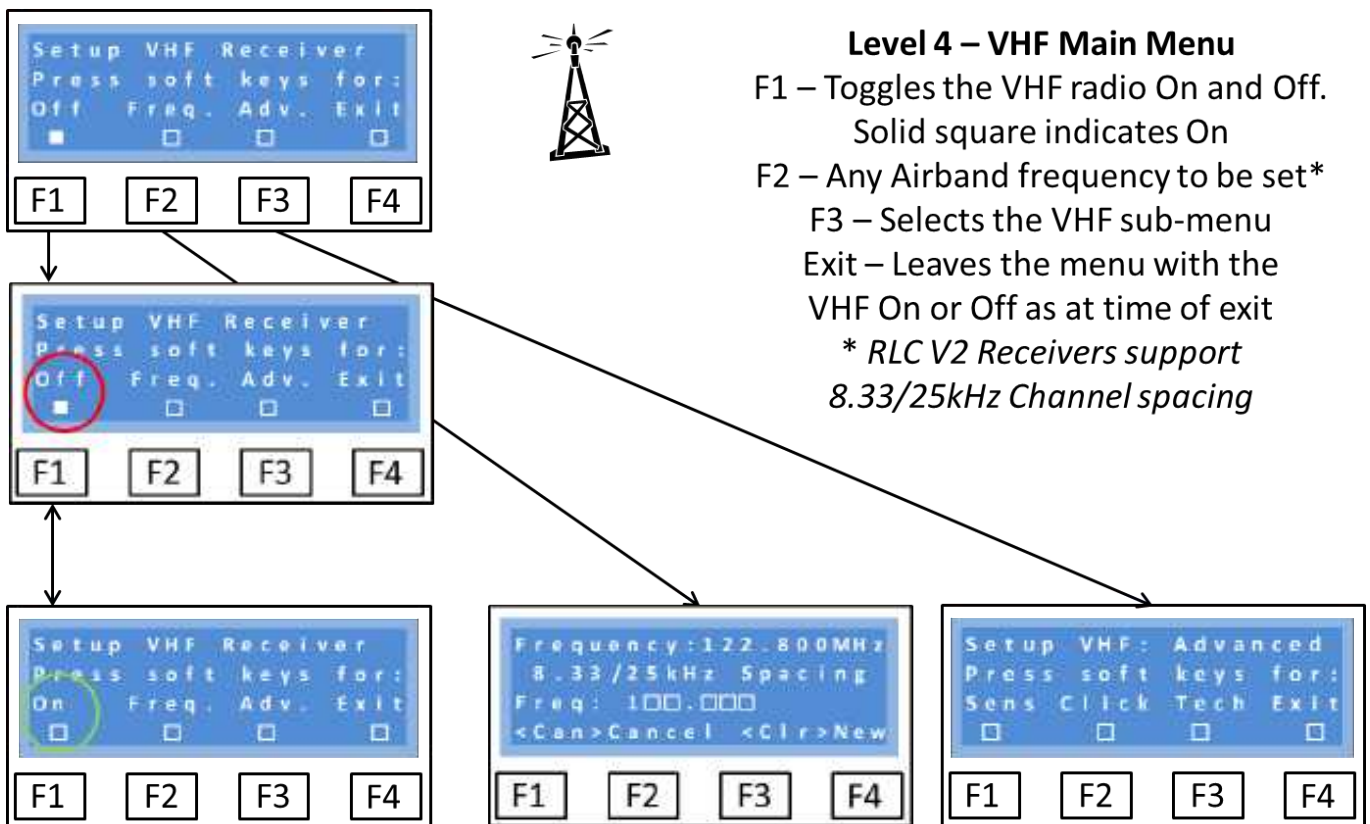 Setup VHF Receiver
Press soft keys for:
Off Freq. Adv. Exit
F1 F2 F3 F4
Level 4 – VHF Main Menu
F1 – Toggles the VHF radio On and Off.
Solid square indicates On
F2 – Any Airband frequency to be set*
F3 – Selects the VHF sub-menu
Exit – Leaves the menu with the
VHF On or Off as at time of exit
* RLC V2 Receivers support
8.33/25kHz Channel spacing
Setup VHF Receiver
Press soft keys for:
Off Freq. Adv. Exit
F1 F2 F3 F4
Setup VHF Receiver
Press soft keys for:
On Freq. Adv. Exit
F1 F2 F3 F4
Frequency:122.800MHz
8.33/25kHz Spacing
Freq: 1□□.□□□
<Can>Cancel <Clr>New
F1 F2 F3 F4
Setup VHF: Advanced
Press soft keys for:
Sens Click Tech Exit
F1 F2 F3 F4